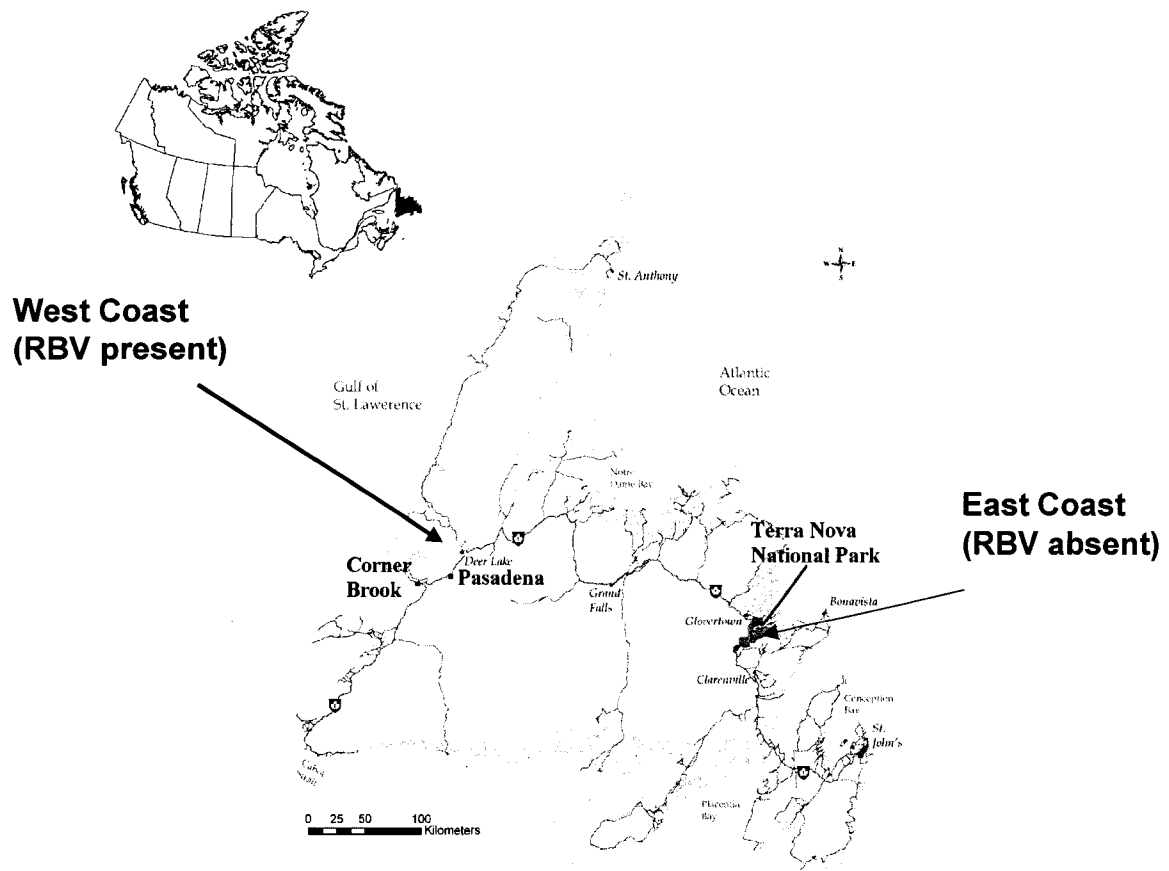 N
W E
S
St. Anthony
West Coast
(RBV present)
Gulf of
St. Lawerence
Atlantic
Ocean
Notre
Dame Bay
East Coast
(RBV absent)
Terra Nova
National Park
Deer Lake
Corner
Brook
Pasadena
Grand
Falls
Bonavista
Glovertown
Clarenville
Conception
Bay
St.
John's
Cabot
Strait
Placentia
Bay
0 25 50 100
Kilometers